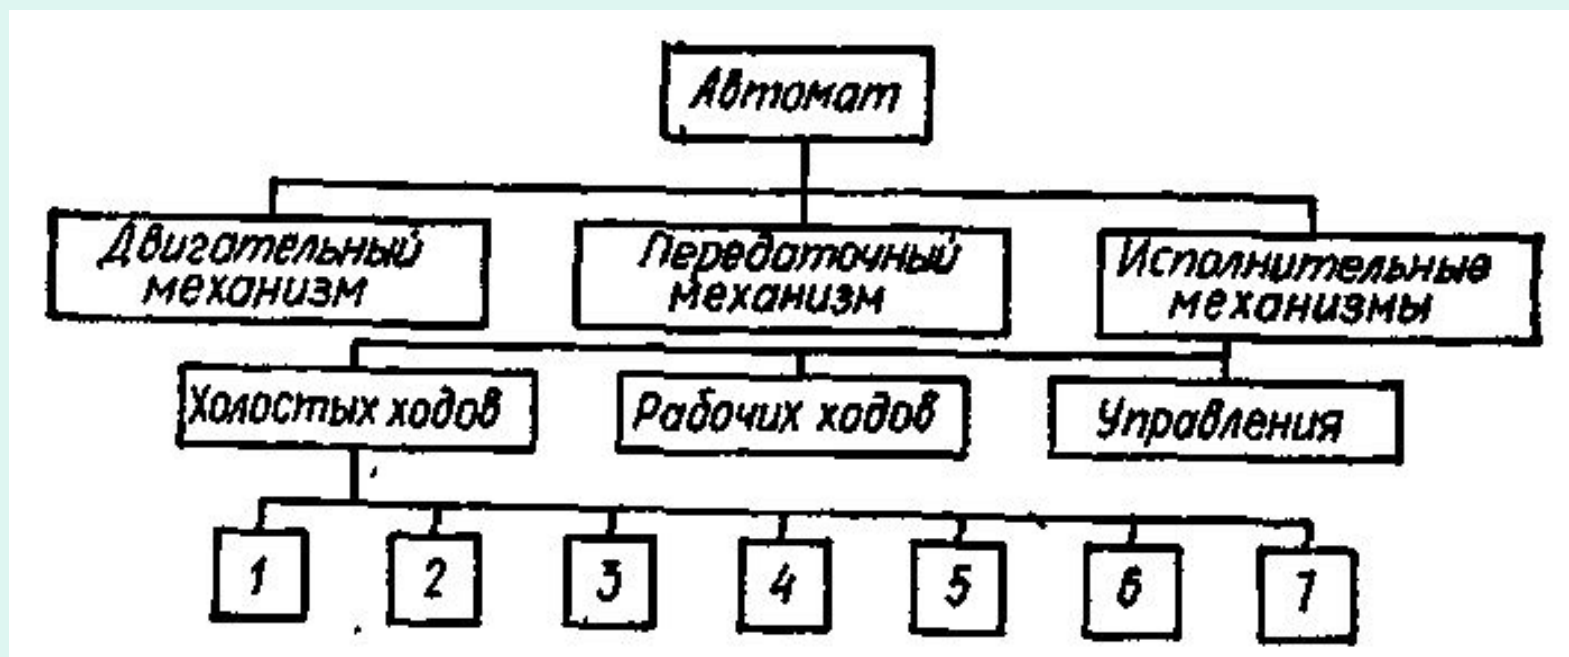 Автомат
Двигательный
механизм
Передаточный
механизм
Исполнительные
механизмы
Холостых ходов
Рабочих ходов
Управления
1
2
3
4
5
6
7